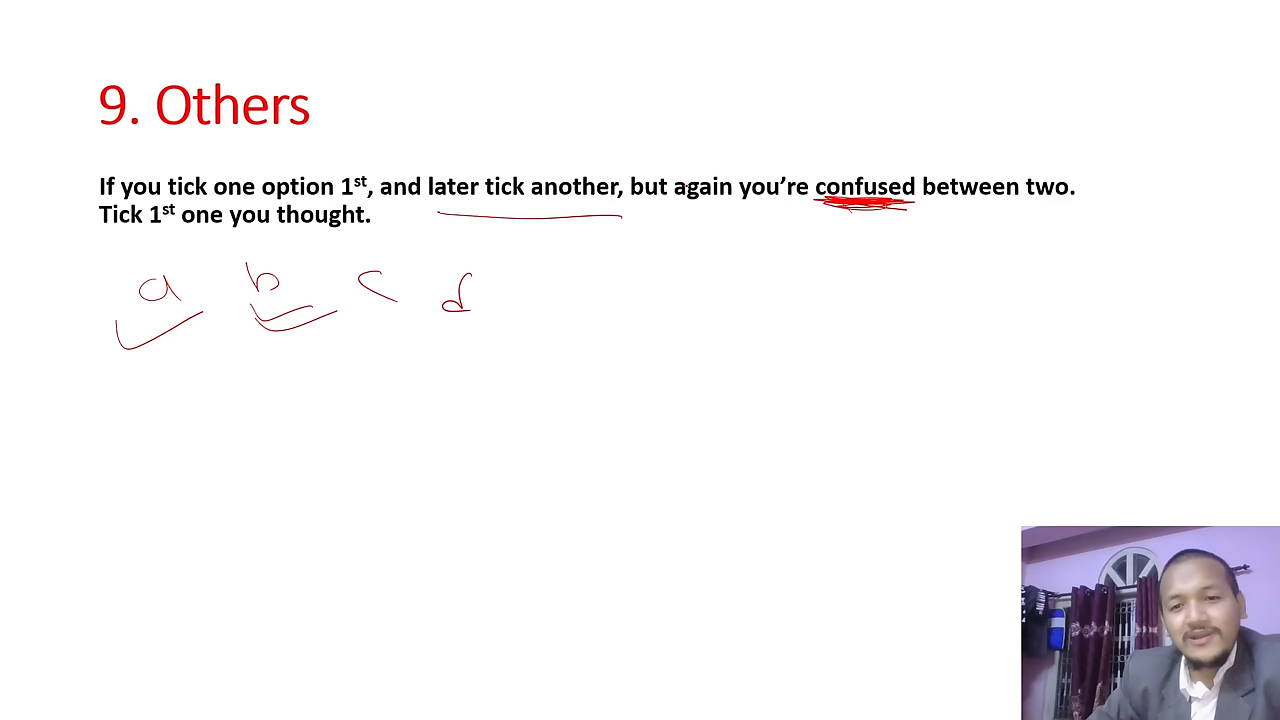 9. Others
If you tick one option 1st, and later tick another, but again you're confused between two.
Tick 1st one you thought.
a b c d